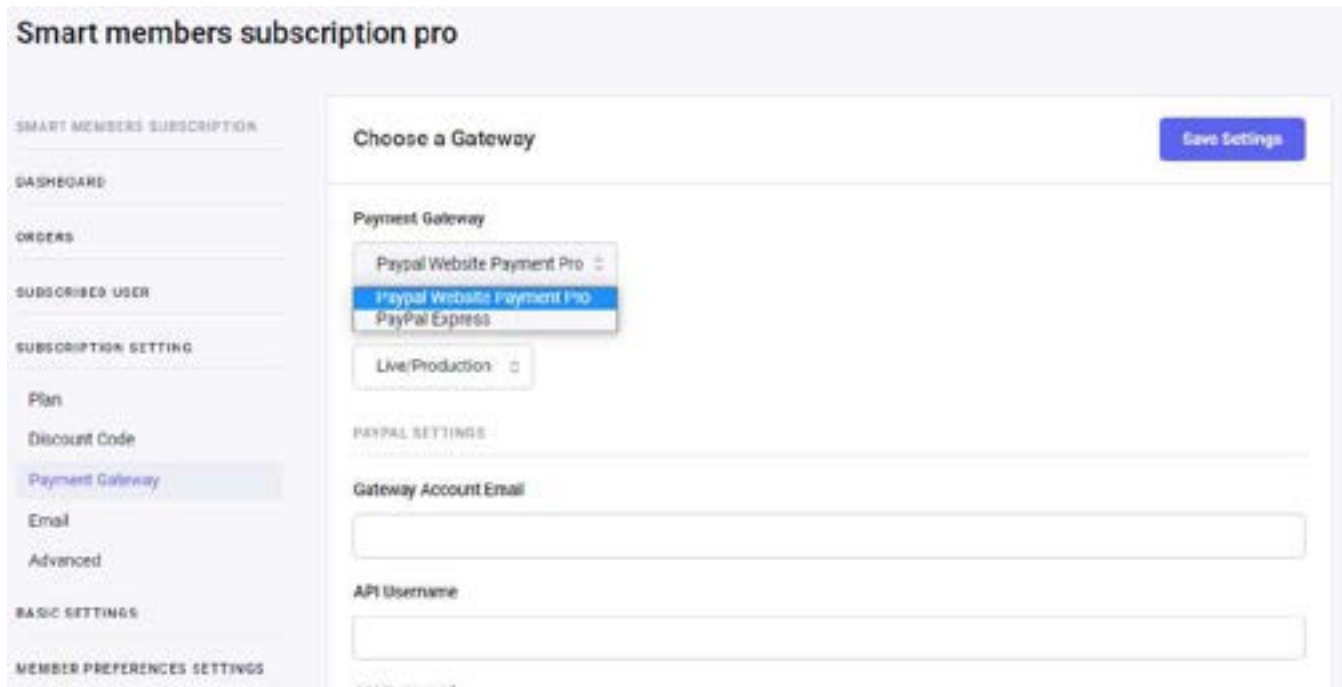 Smart members subscription pro
SMART MEMBERS SUBSCRIPTION
DASHBOARD
ORDERS
SUBSCRIBED USER
SUBSCRIPTION SETTING
Plan
Discount Code
Payment Gateway
Email
Advanced
BASIC SETTINGS
MEMBER PREFERENCES SETTINGS
Choose a Gateway
Save Settings
Payment Gateway
Paypal Website Payment Pro
Paypal Website Payment Pro
PayPal Express
Live/Production
PAYPAL SETTINGS
Gateway Account Email
API Username